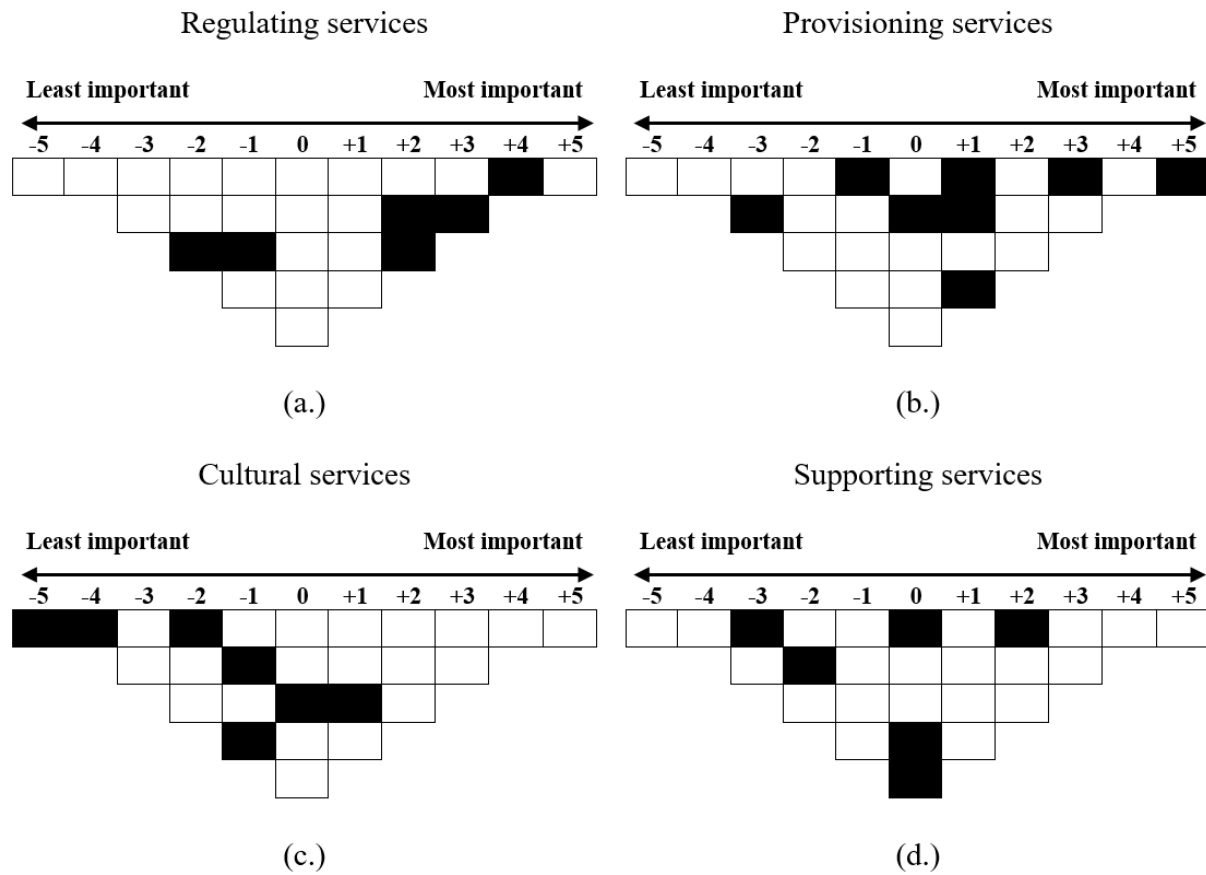 Regulating services
Least important Most important
-5 -4 -3 -2 -1 0 +1 +2 +3 +4 +5
(a.)
Provisioning services
Least important Most important
-5 -4 -3 -2 -1 0 +1 +2 +3 +4 +5
(b.)
Cultural services
Least important Most important
-5 -4 -3 -2 -1 0 +1 +2 +3 +4 +5
(c.)
Supporting services
Least important Most important
-5 -4 -3 -2 -1 0 +1 +2 +3 +4 +5
(d.)